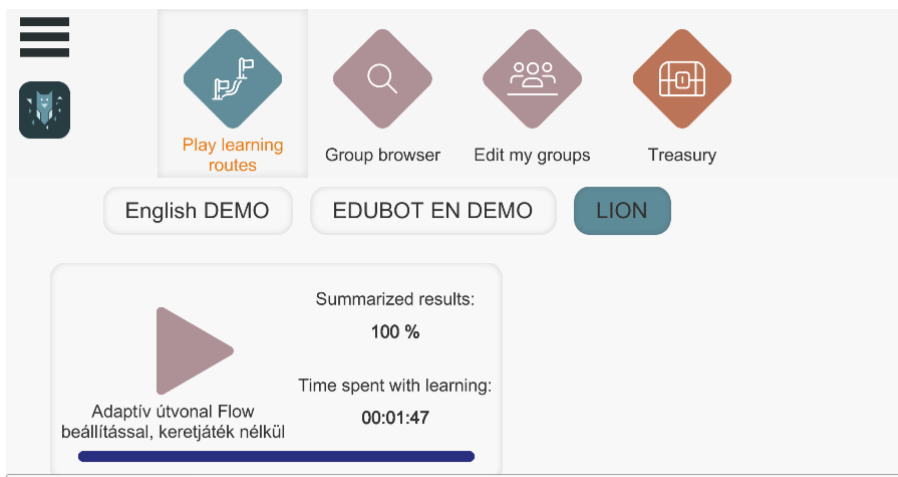 Play learning
routes
Group browser
Edit my groups
Treasury
English DEMO
EDUBOT EN DEMO
LION
Summarized results:
100 %
Time spent with learning:
00:01:47
Adaptív útvonal Flow
beállítással, keretjáték nélkül